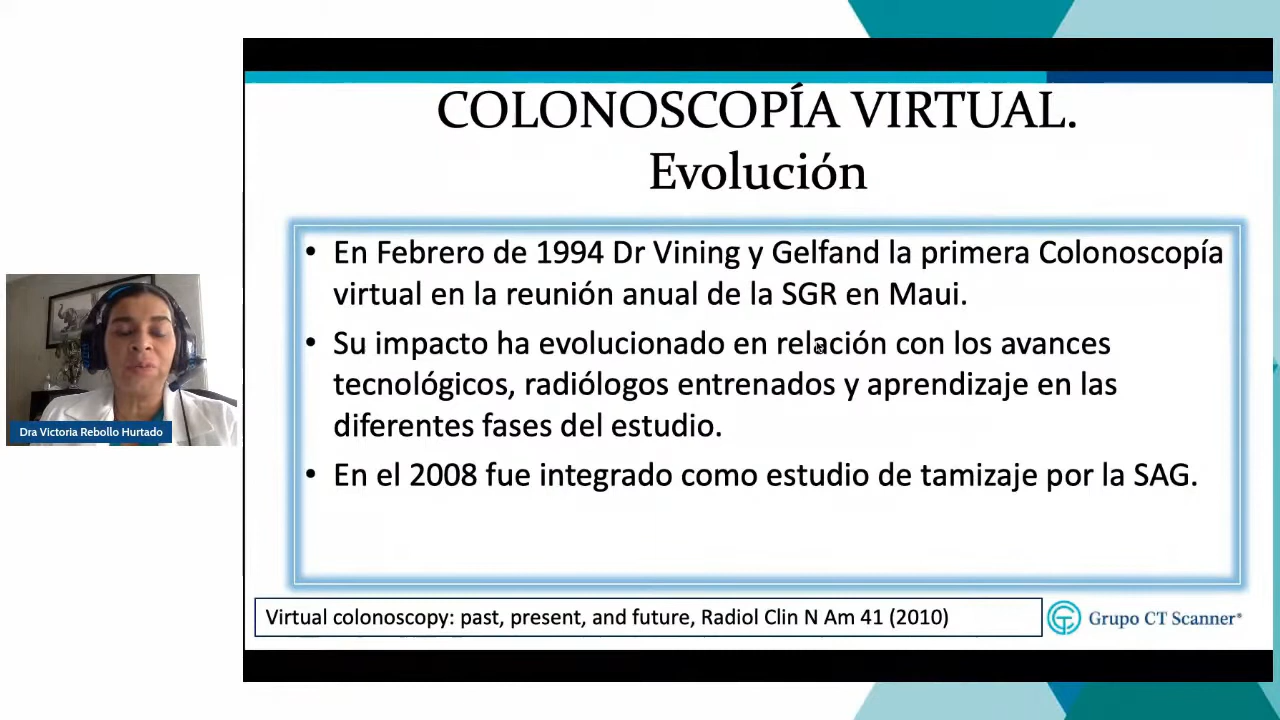 COLONOSCOPÍA VIRTUAL.
Evolución
• En Febrero de 1994 Dr Vining y Gelfand la primera Colonoscopía
virtual en la reunión anual de la SGR en Maui.
• Su impacto ha evolucionado en relación con los avances
tecnológicos, radiólogos entrenados y aprendizaje en las
diferentes fases del estudio.
• En el 2008 fue integrado como estudio de tamizaje por la SAG.
Dra Victoria Rebollo Hurtado
Virtual colonoscopy: past, present, and future, Radiol Clin N Am 41 (2010)
Grupo CT Scanner